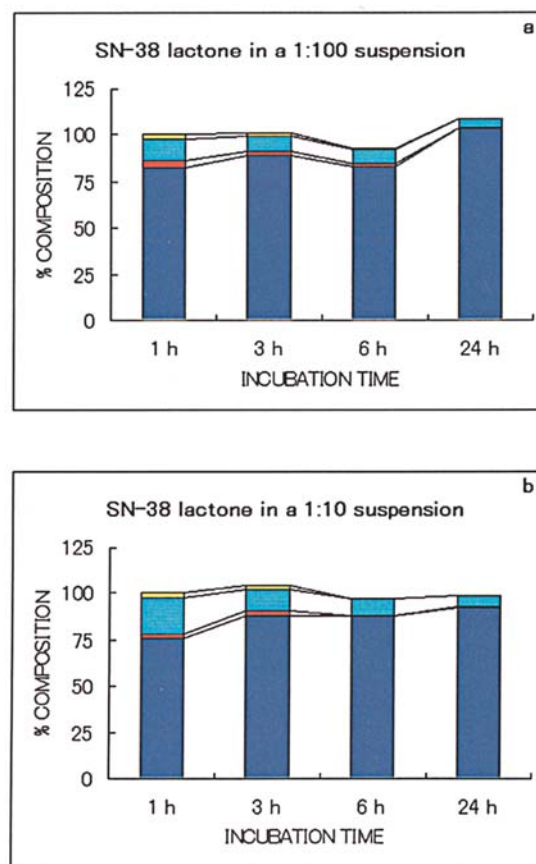 a
SN-38 lactone in a 1:100 suspension
125
100
75
50
25
0
% COMPOSITION
1 h 3 h 6 h 24 h
INCUBATION TIME
b
SN-38 lactone in a 1:10 suspension
125
100
75
50
25
0
% COMPOSITION
1 h 3 h 6 h 24 h
INCUBATION TIME